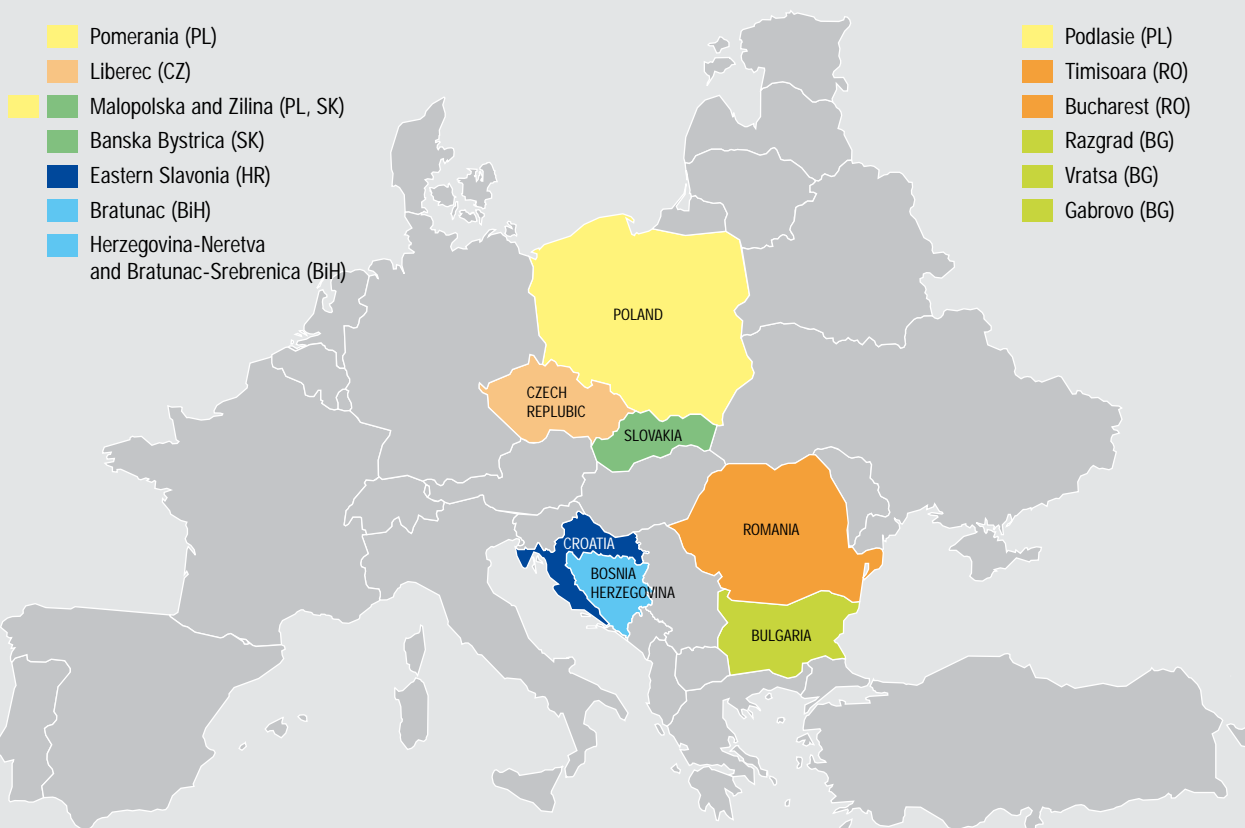 Pomerania (PL)
Liberec (CZ)
Malopolska and Zilina (PL, SK)
Banska Bystrica (SK)
Eastern Slavonia (HR)
Bratunac (BiH)
Herzegovina-Neretva
and Bratunac-Srebrenica (BiH)
Podlasie (PL)
Timisoara (RO)
Bucharest (RO)
Razgrad (BG)
Vratsa (BG)
Gabrovo (BG)
POLAND
CZECH
REPLUBIC
SLOVAKIA
ROMANIA
CROATIA
BOSNIA
HERZEGOVINA
BULGARIA